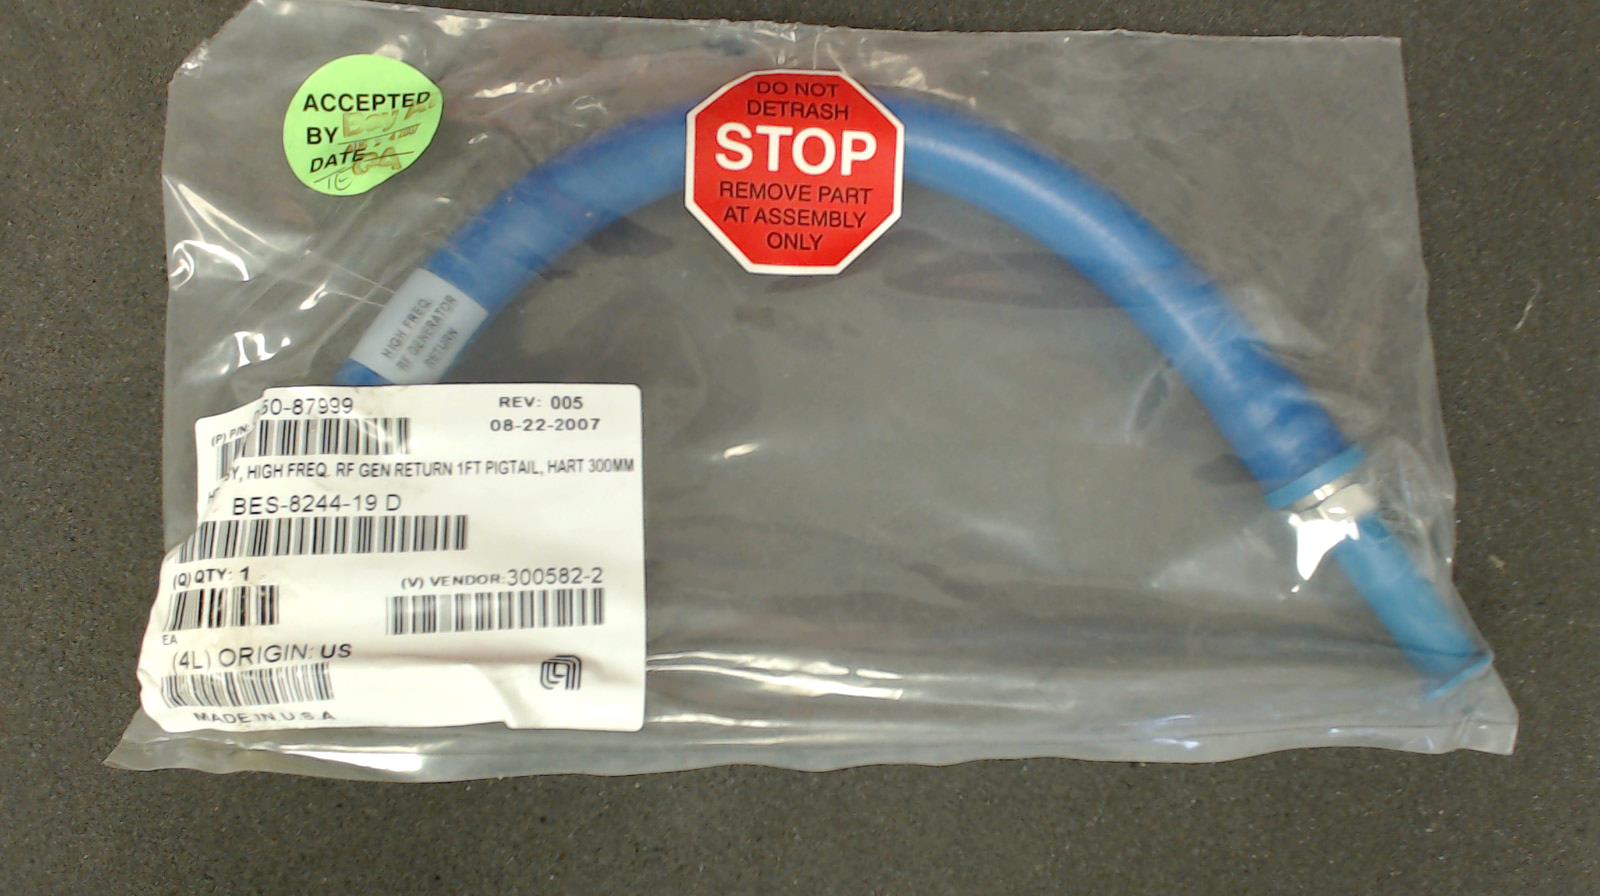 ACCEPTED
BY
DATE
DO NOT
DETRASH
STOP
REMOVE PART
AT ASSEMBLY
ONLY
HIGH FREQ.
RF GENERATOR
RETURN
50-87999
REV: 005
(P) P/N:
08-22-2007
Y, HIGH FREQ. RF GEN RETURN 1FT PIGTAIL, HART 300MM
BES-8244-19 D
(Q) QTY: 1
(V) VENDOR:300582-2
EA
(4L) ORIGIN: US
MADE IN U.S.A